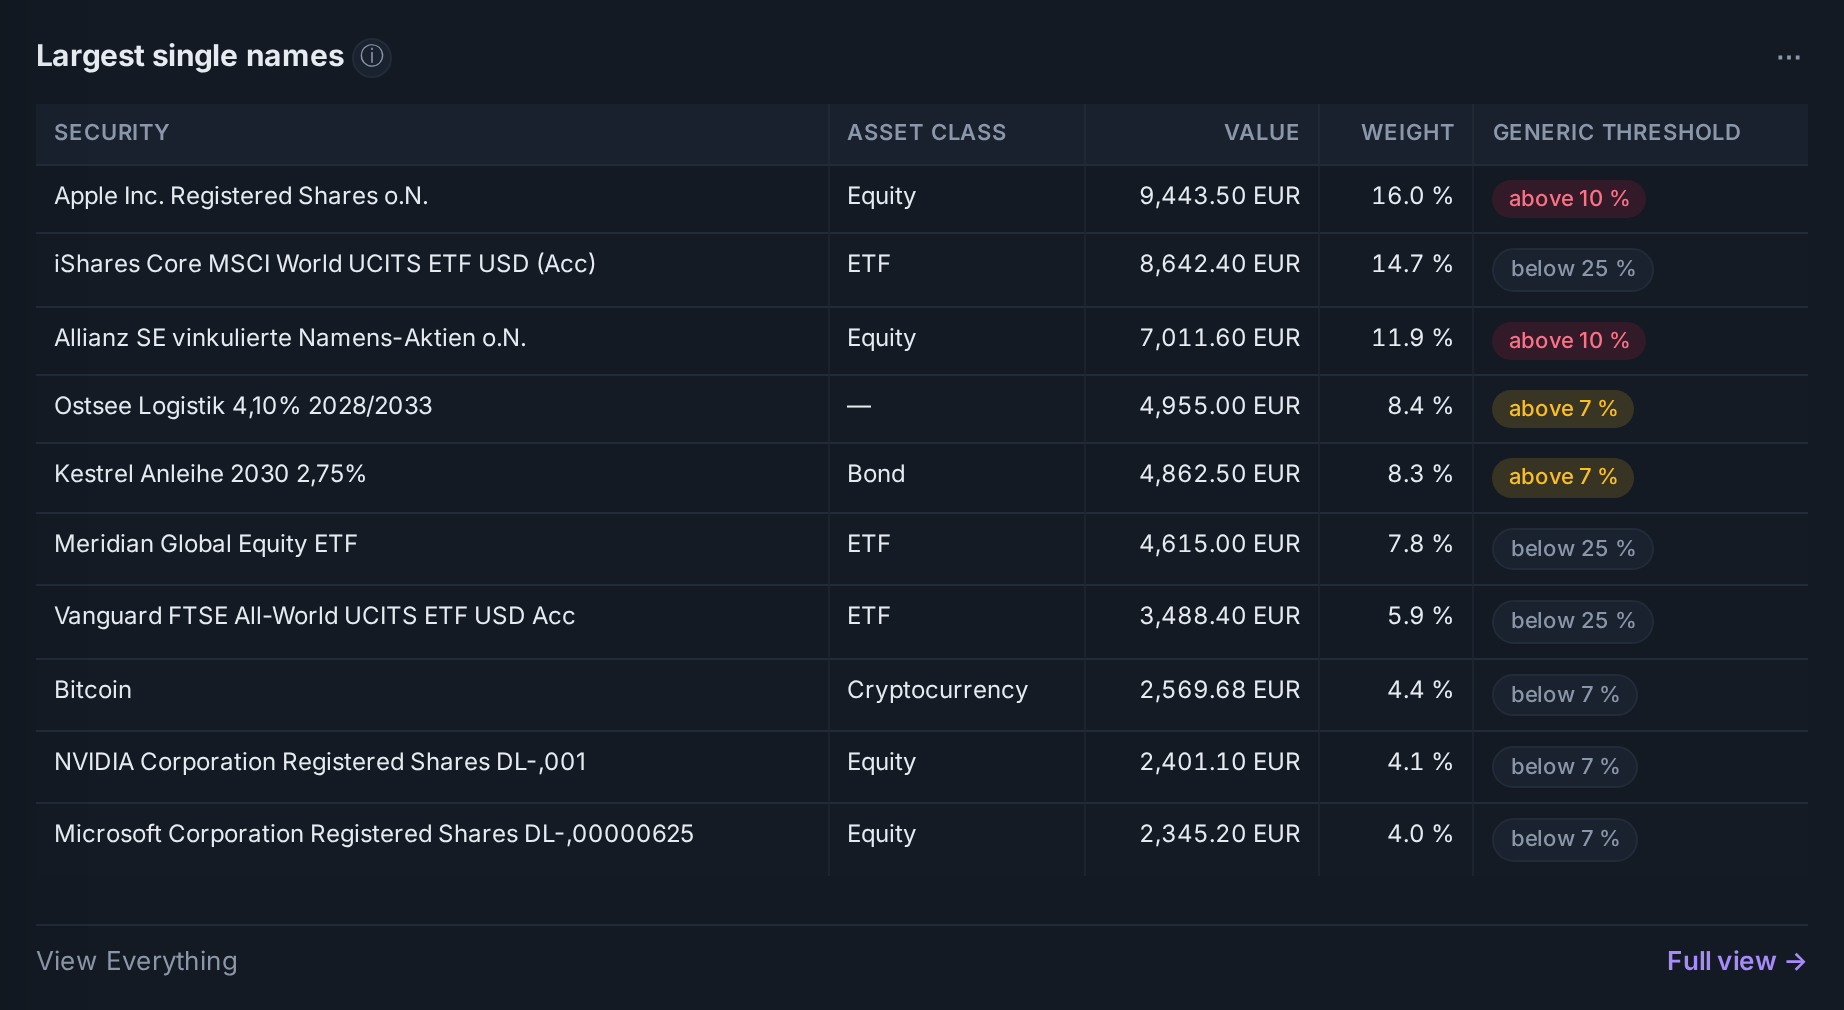 Largest single names ⓘ ...
SECURITY ASSET CLASS VALUE WEIGHT GENERIC THRESHOLD
Apple Inc. Registered Shares o.N. Equity 9,443.50 EUR 16.0 % above 10 %
iShares Core MSCI World UCITS ETF USD (Acc) ETF 8,642.40 EUR 14.7 % below 25 %
Allianz SE vinkulierte Namens-Aktien o.N. Equity 7,011.60 EUR 11.9 % above 10 %
Ostsee Logistik 4,10% 2028/2033 — 4,955.00 EUR 8.4 % above 7 %
Kestrel Anleihe 2030 2,75% Bond 4,862.50 EUR 8.3 % above 7 %
Meridian Global Equity ETF ETF 4,615.00 EUR 7.8 % below 25 %
Vanguard FTSE All-World UCITS ETF USD Acc ETF 3,488.40 EUR 5.9 % below 25 %
Bitcoin Cryptocurrency 2,569.68 EUR 4.4 % below 7 %
NVIDIA Corporation Registered Shares DL-,001 Equity 2,401.10 EUR 4.1 % below 7 %
Microsoft Corporation Registered Shares DL-,00000625 Equity 2,345.20 EUR 4.0 % below 7 %
View Everything Full view →